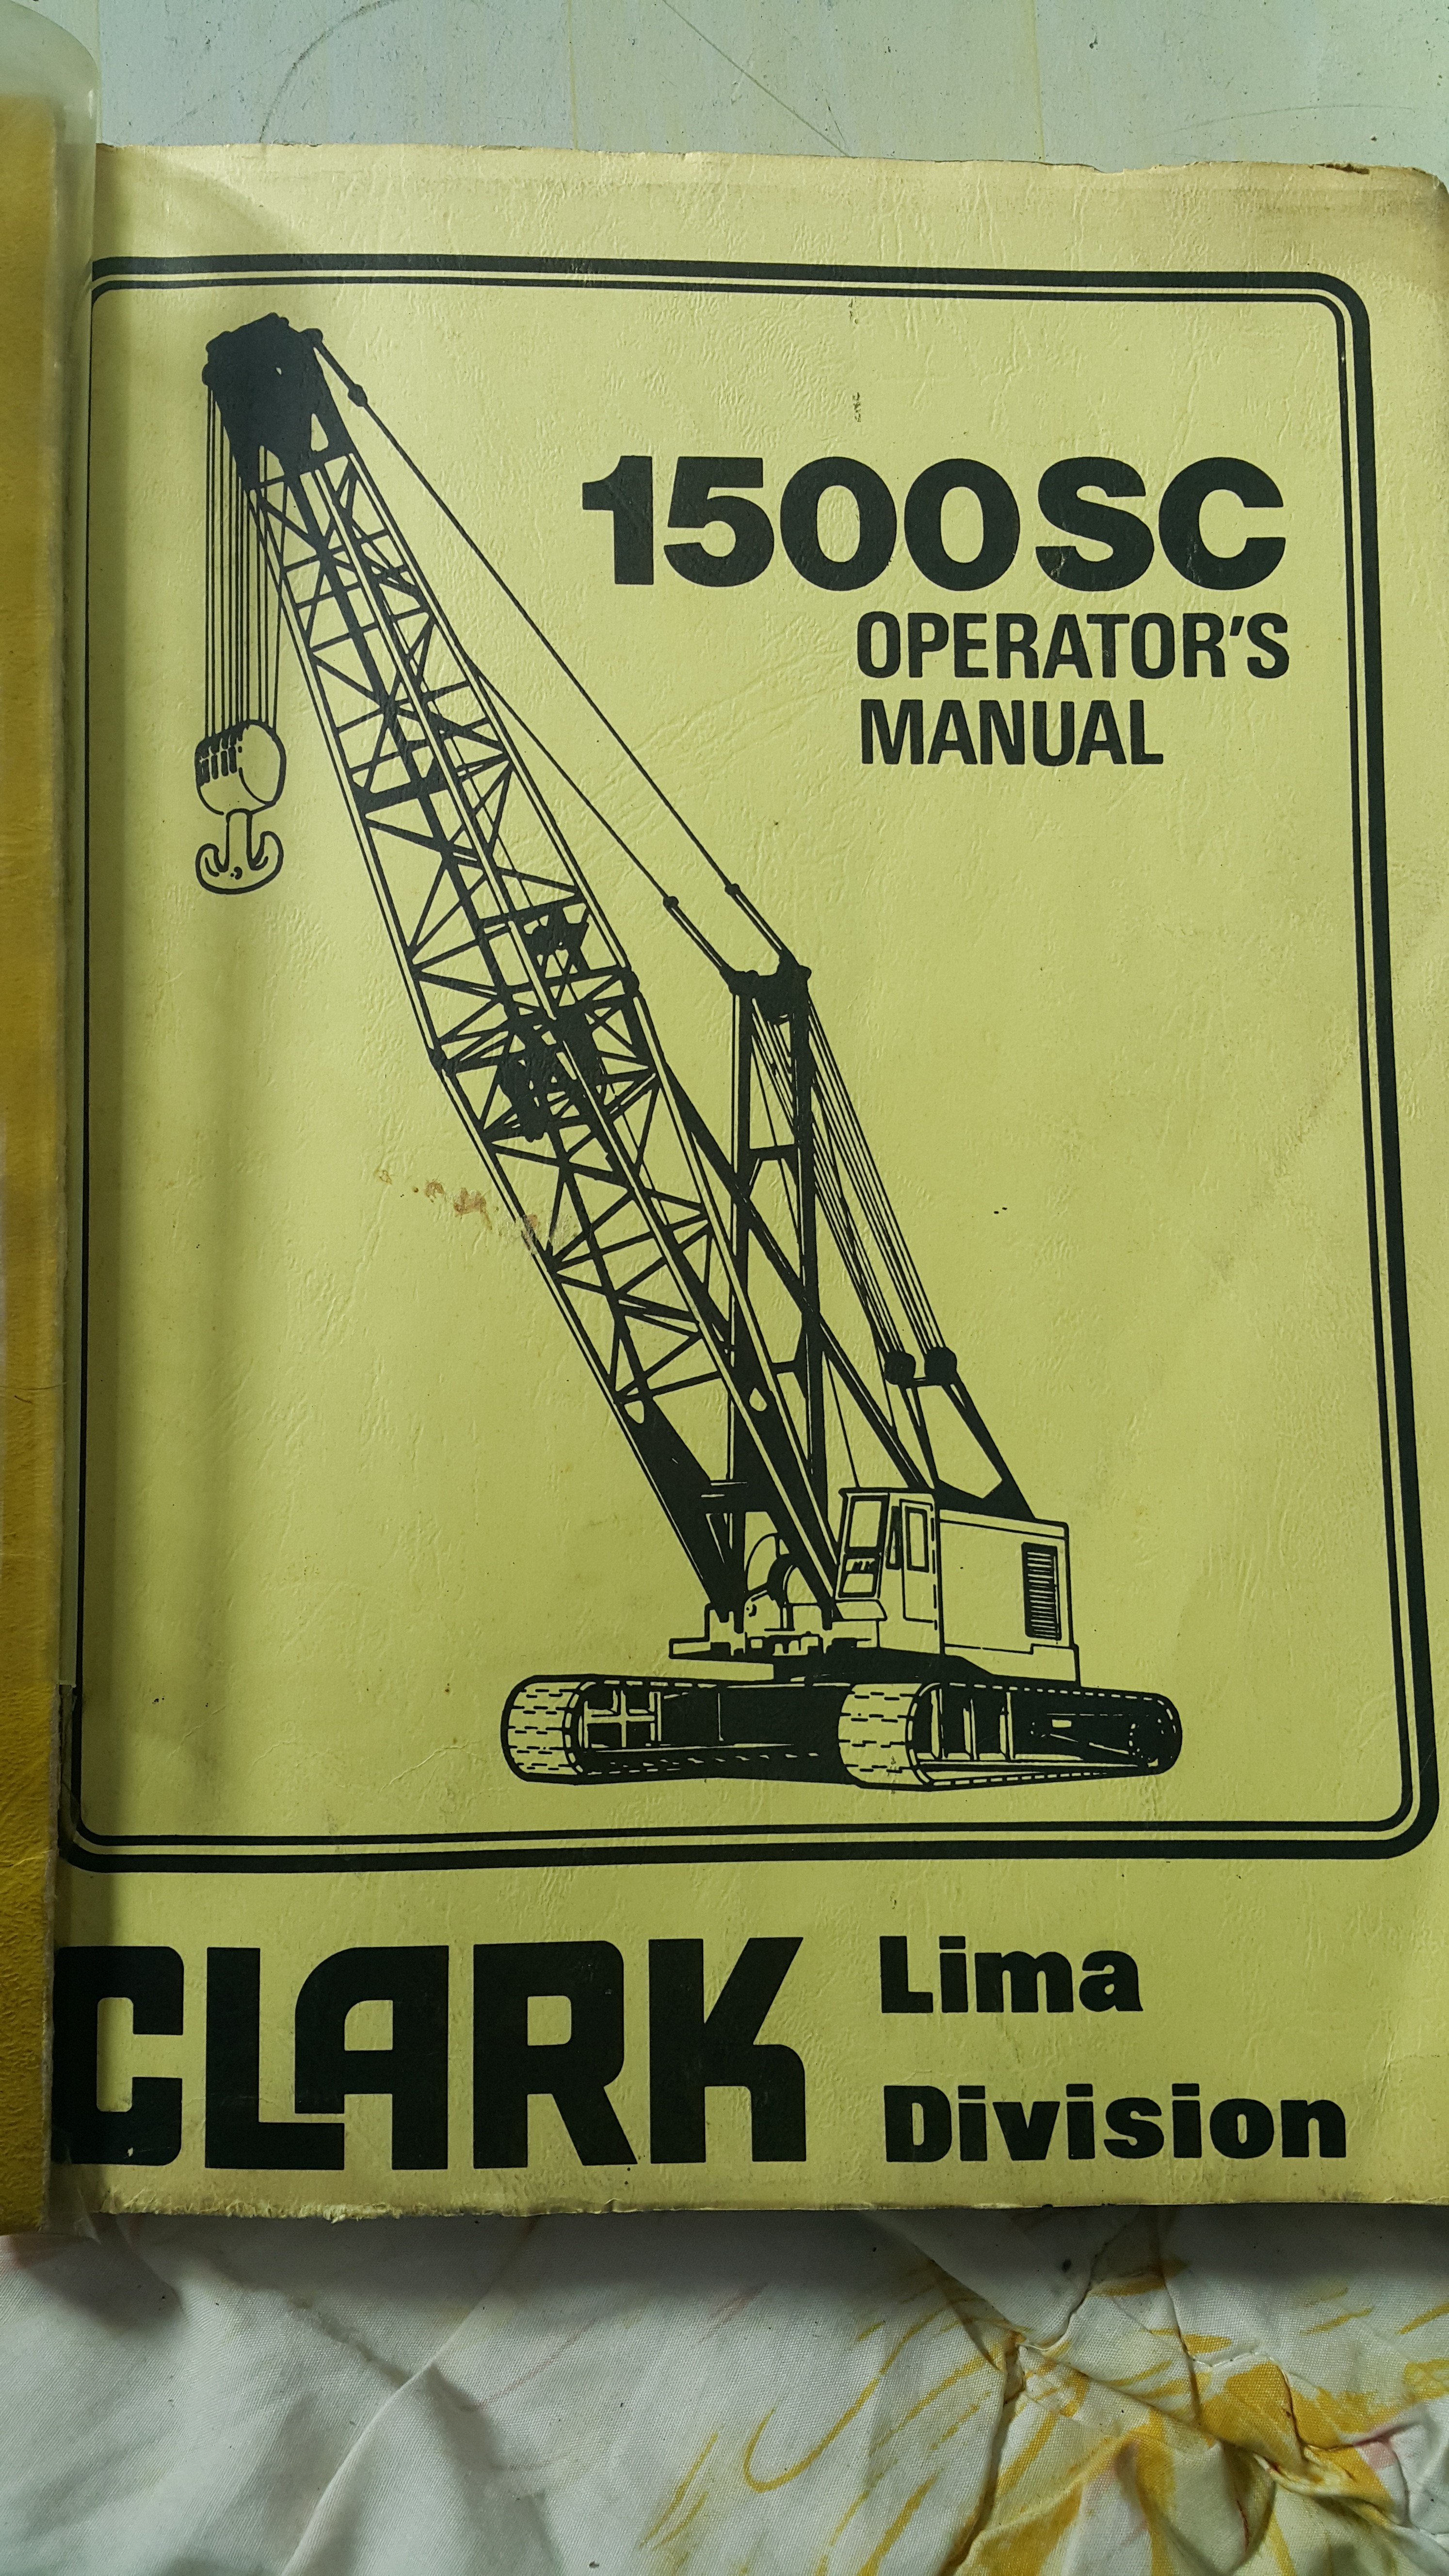 1500SC
OPERATOR'S
MANUAL
CLARK
Lima
Division